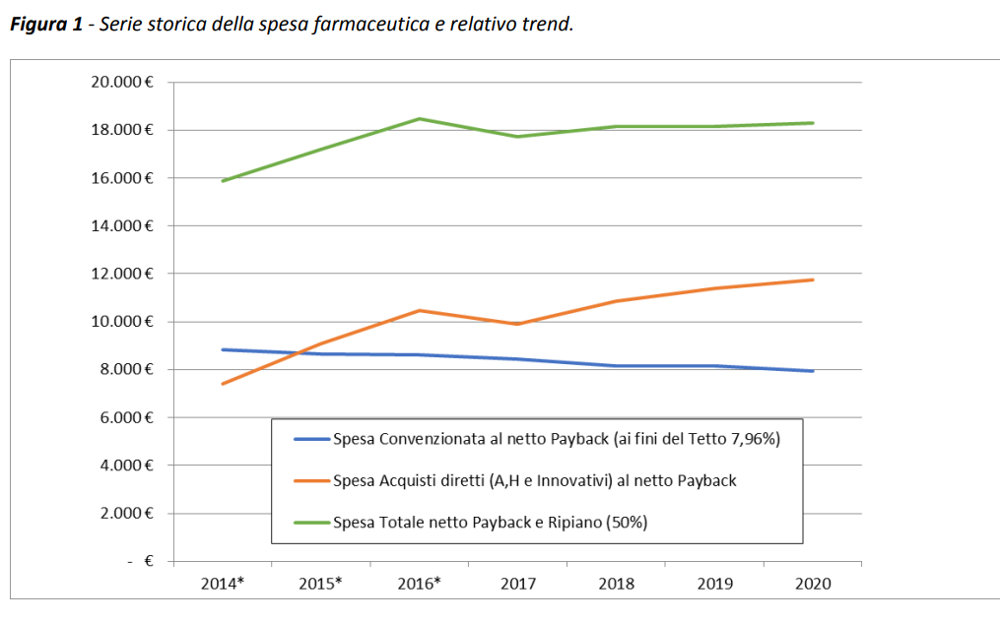 Figura 1 - Serie storica della spesa farmaceutica e relativo trend.
20.000 €
18.000 €
16.000 €
14.000 €
12.000 €
10.000 €
8.000 €
6.000 €
4.000 €
2.000 €
- €
Spesa Convenzionata al netto Payback (ai fini del Tetto 7,96%)
Spesa Acquisti diretti (A,H e Innovativi) al netto Payback
Spesa Totale netto Payback e Ripiano (50%)
2014* 2015* 2016* 2017 2018 2019 2020